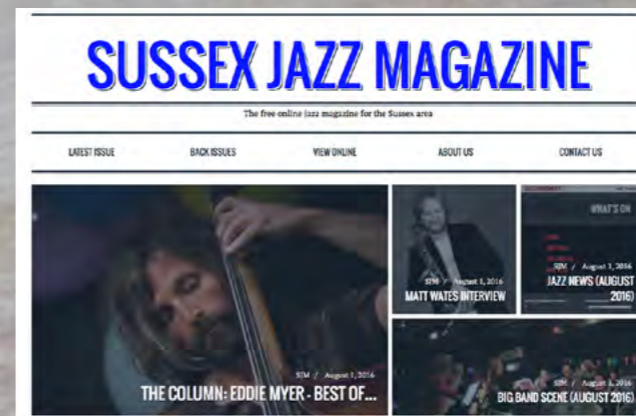 SUSSEX JAZZ MAGAZINE
The free online jazz magazine for the Sussex area
LATEST ISSUE
BACK ISSUES
VIEW ONLINE
ABOUT US
CONTACT US
WHAT'S ON
SJM / August 1, 2016
MATT WATES INTERVIEW
SJM / August 1, 2016
JAZZ NEWS (AUGUST
2016)
SJM / August 1, 2016
THE COLUMN: EDDIE MYER - BEST OF...
SJM / August 1, 2016
BIG BAND SCENE (AUGUST 2016)